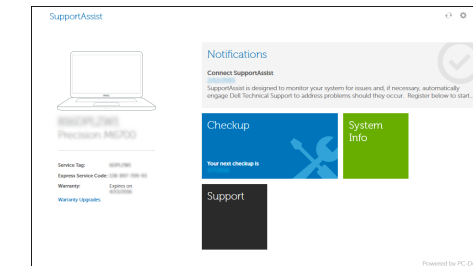 SupportAssist
Notifications
Connect SupportAssist
SupportAssist is designed to monitor your system for issues and, if necessary, automatically
engage Dell Technical Support to address problems should they occur. Register below to start.
Precision M6700
Checkup
System
Info
Your next checkup is
Service Tag:
Express Service Code:
Warranty: Expires on
Warranty Upgrades
Support
Powered by PC-D